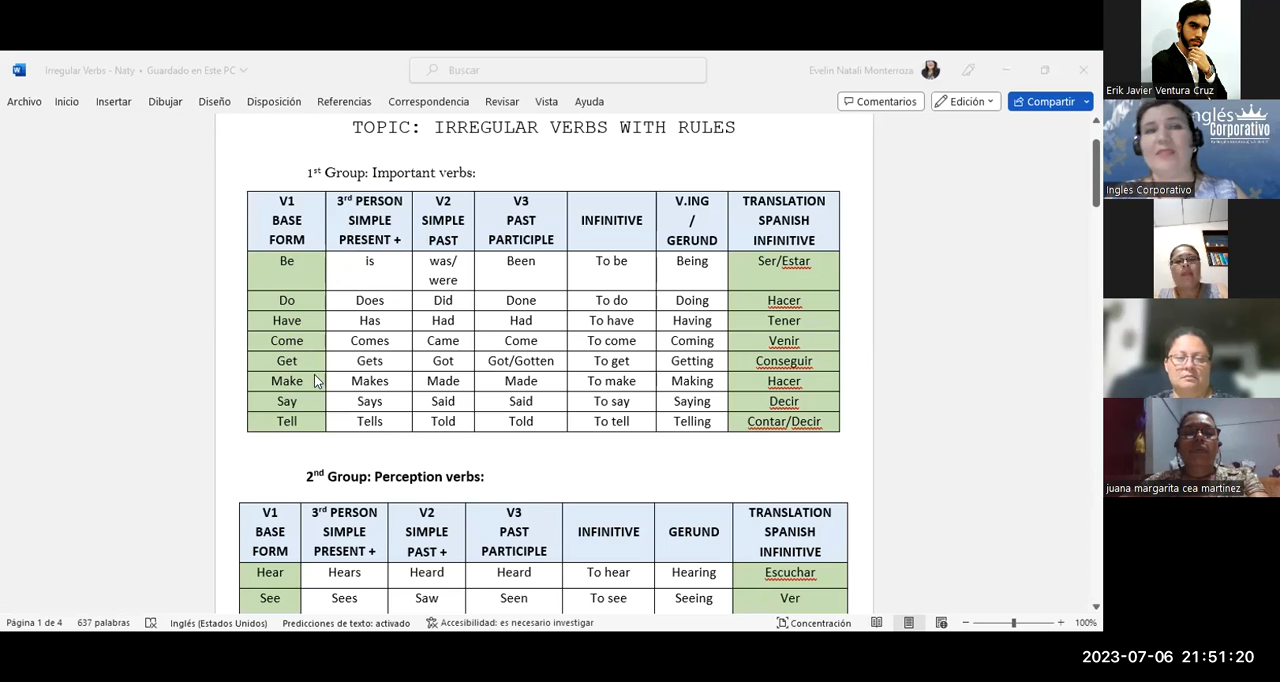 Irregular Verbs - Naty • Guardado en Este PC
Buscar
Evelin Natali Monterroza
Archivo Inicio Insertar Dibujar Diseño Disposición Referencias Correspondencia Revisar Vista Ayuda
Comentarios Edición Compartir
TOPIC: IRREGULAR VERBS WITH RULES
1st Group: Important verbs:
V1 BASE FORM 3rd PERSON SIMPLE PRESENT + V2 SIMPLE PAST V3 PAST PARTICIPLE INFINITIVE V.ING / GERUND TRANSLATION SPANISH INFINITIVE
Be is was/ were Been To be Being Ser/Estar
Do Does Did Done To do Doing Hacer
Have Has Had Had To have Having Tener
Come Comes Came Come To come Coming Venir
Get Gets Got Got/Gotten To get Getting Conseguir
Make Makes Made Made To make Making Hacer
Say Says Said Said To say Saying Decir
Tell Tells Told Told To tell Telling Contar/Decir
2nd Group: Perception verbs:
V1 BASE FORM 3rd PERSON SIMPLE PRESENT + V2 SIMPLE PAST + V3 PAST PARTICIPLE INFINITIVE GERUND TRANSLATION SPANISH INFINITIVE
Hear Hears Heard Heard To hear Hearing Escuchar
See Sees Saw Seen To see Seeing Ver
Página 1 de 4 637 palabras Inglés (Estados Unidos) Predicciones de texto: activado Accesibilidad: es necesario investigar Concentración 100%
Erik Javier Ventura Cruz
Inglés
Corporativo
Ingles Corporativo
juana margarita cea martinez
2023-07-06 21:51:20